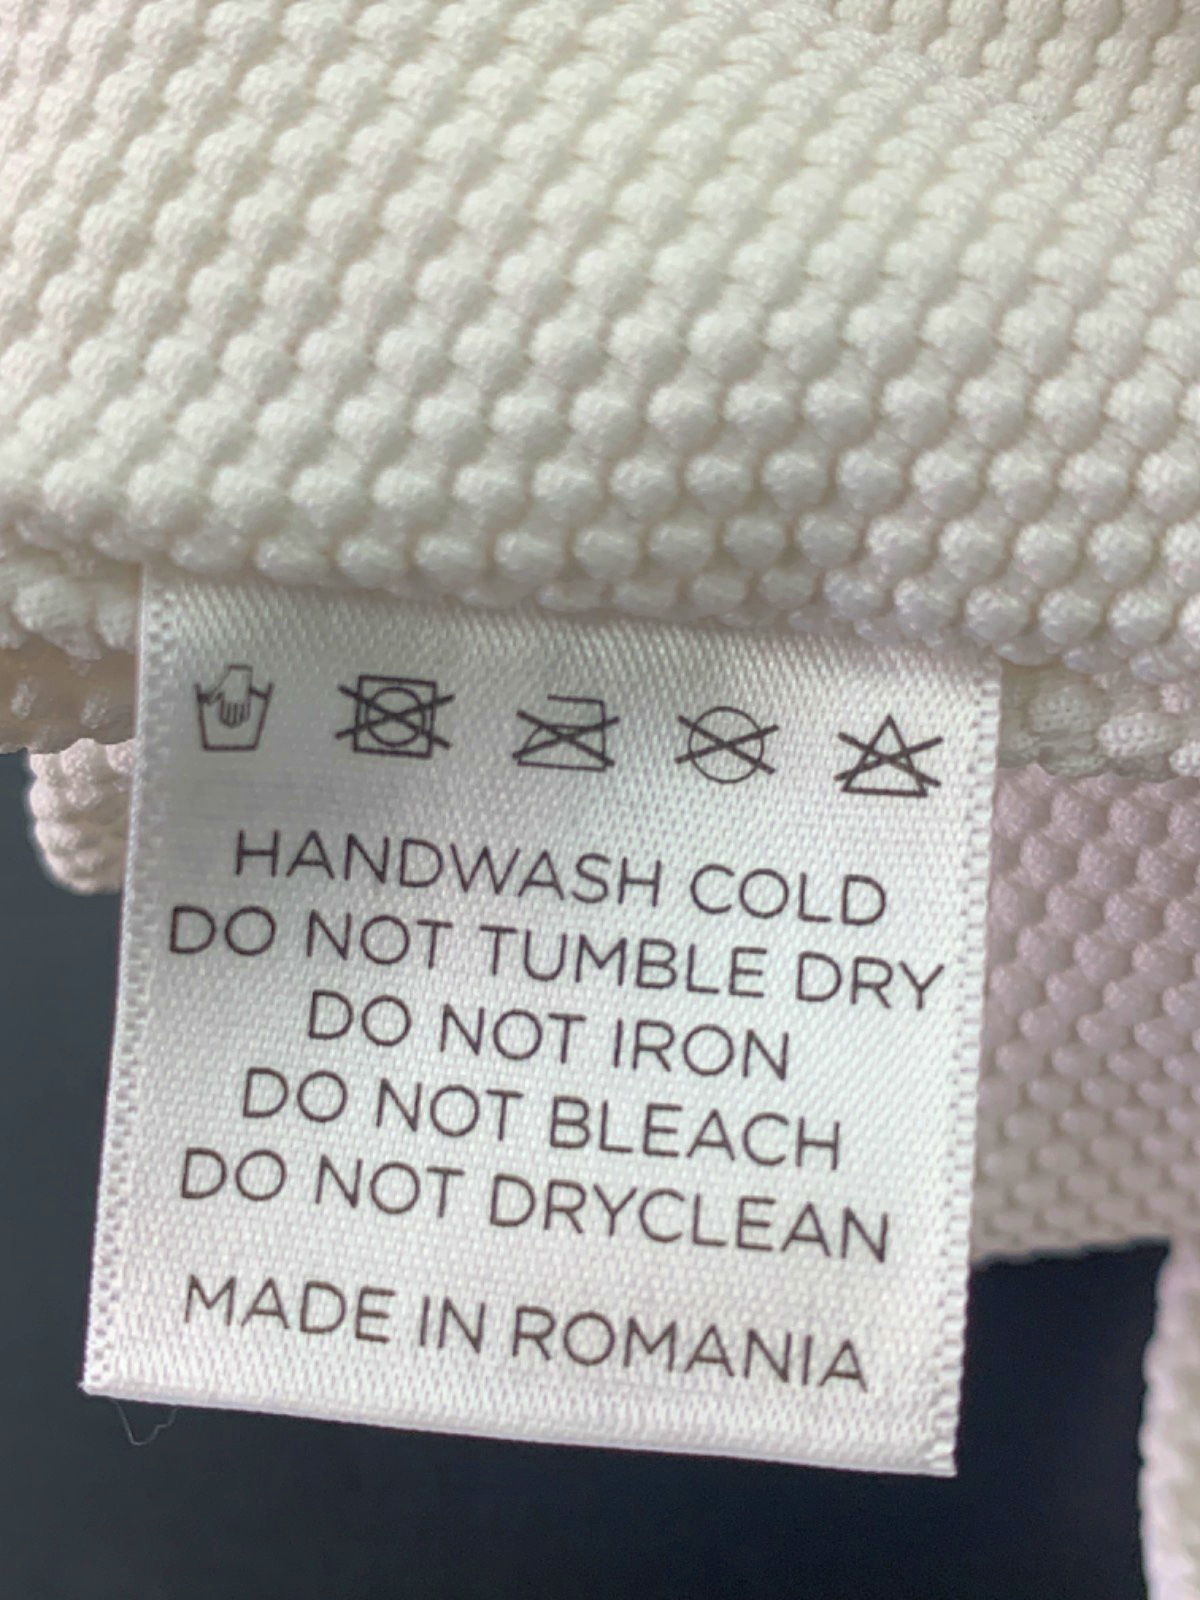 HANDWASH COLD
DO NOT TUMBLE DRY
DO NOT IRON
DO NOT BLEACH
DO NOT DRYCLEAN
MADE IN ROMANIA